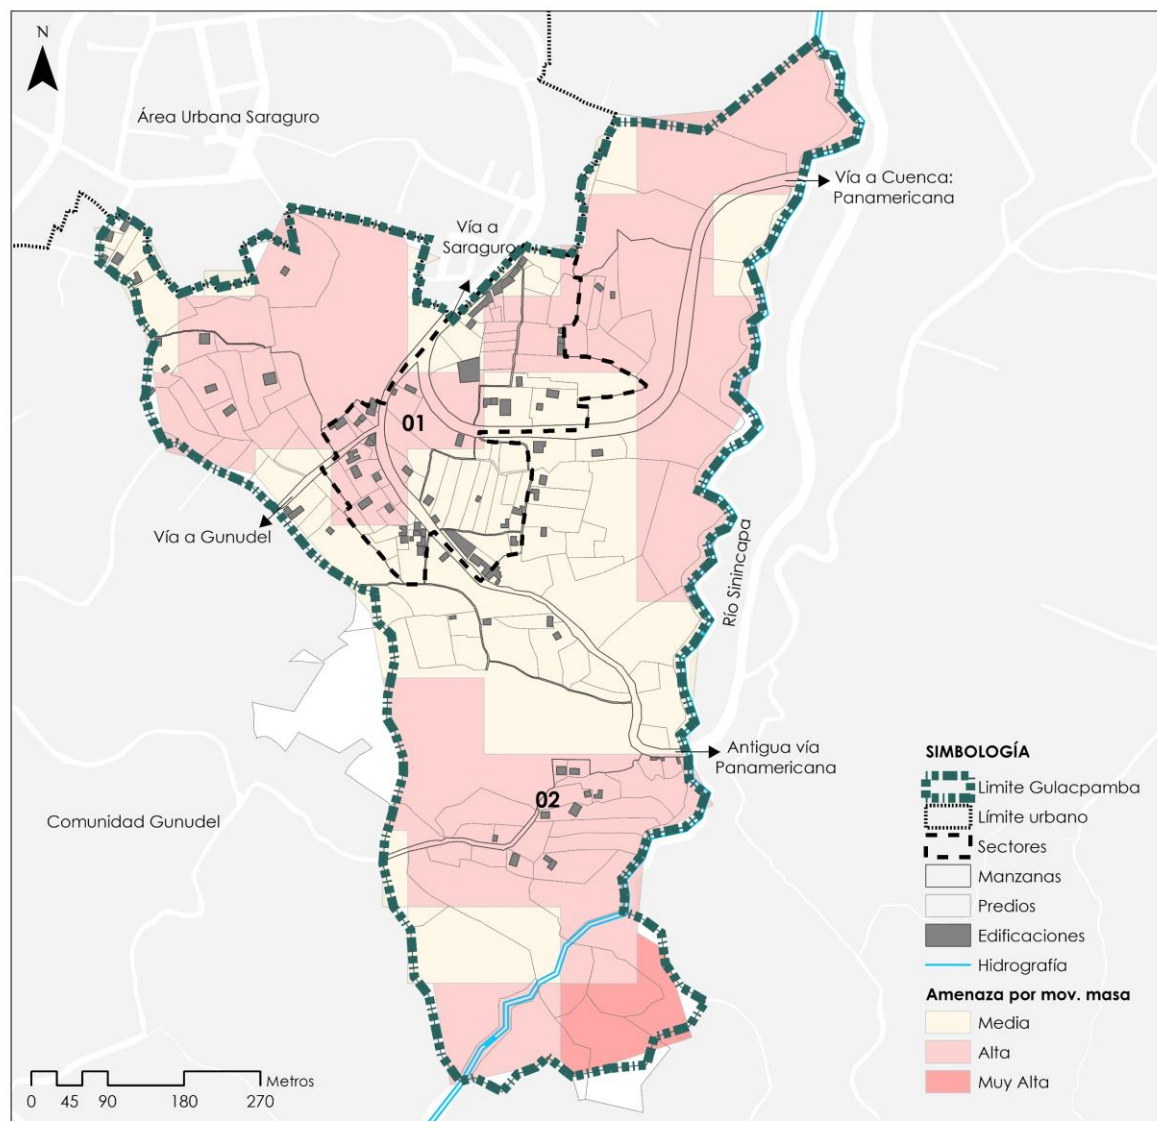 N
Área Urbana Saraguro
Vía a Cuenca:
Panamericana
Vía a
Saraguro
01
Vía a Gunudel
Río Sinincapa
Antigua vía
Panamericana
02
Comunidad Gunudel
SIMBOLOGÍA
Limite Gulacpamba
Límite urbano
Sectores
Manzanas
Predios
Edificaciones
Hidrografía
Amenaza por mov. masa
Media
Alta
Muy Alta
Metros
0 45 90 180 270